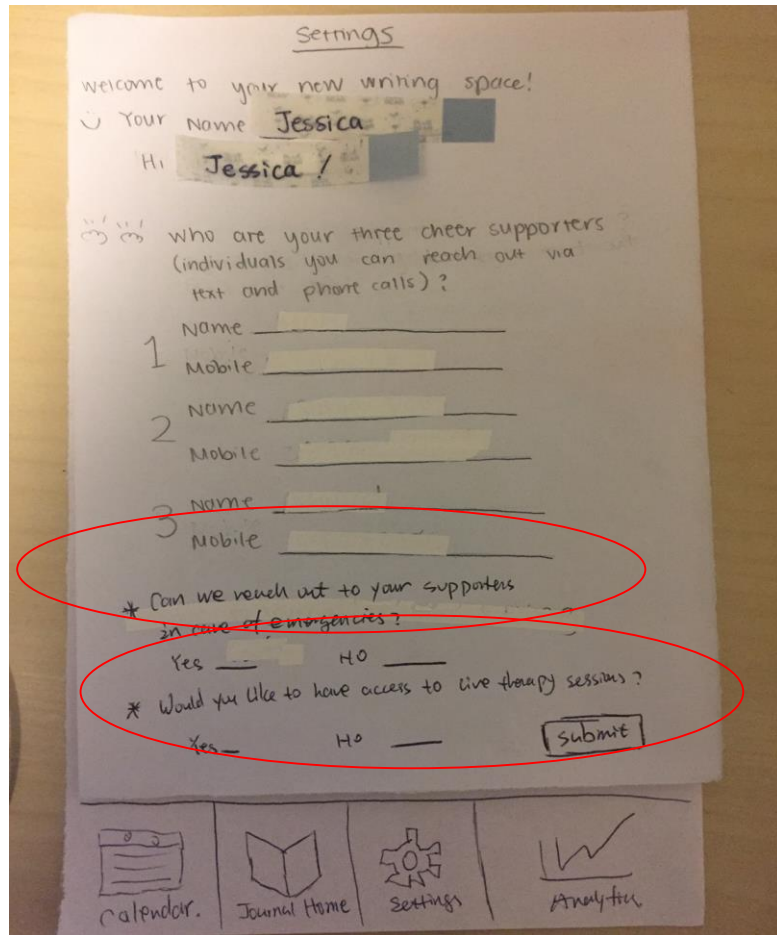 Settings
welcome to your new writing space!
Your Name Jessica
Hi Jessica!
who are your three cheer supporters
(individuals you can reach out via
text and phone calls)?
1 Name
Mobile
2 Name
Mobile
3 Name
Mobile
* Can we reach out to your supporters
in case of emergencies?
Yes NO
* Would you like to have access to live therapy sessions?
Yes NO submit
Calendar. Journal Home Settings Analytics